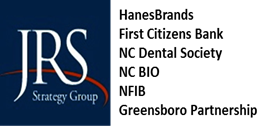 JRS
Strategy Group
HanesBrands
First Citizens Bank
NC Dental Society
NC BIO
NFIB
Greensboro Partnership